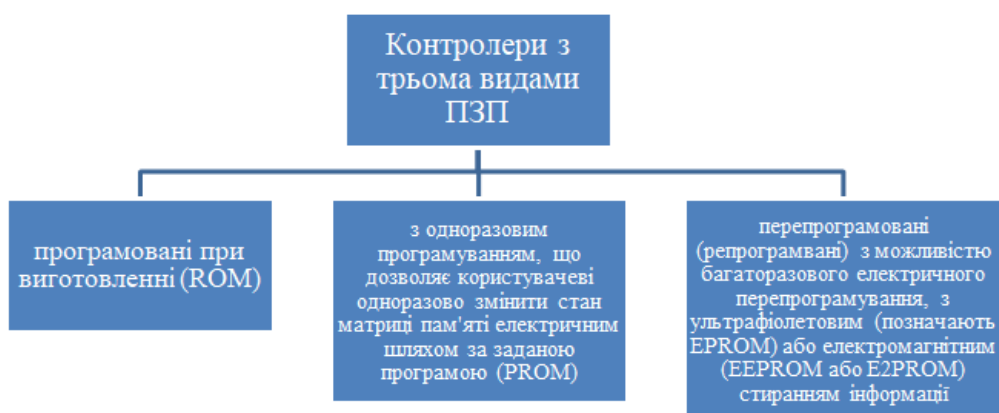 Контролери з
трьома видами
ПЗП
програмовані при
виготовленні (ROM)
з одноразовим
програмуванням, що
дозволяє користувачеві
одноразово змінити стан
матриці пам'яті електричним
шляхом за заданою
програмою (PROM)
перепрограмовані
(репрограмвані) з можливістю
багаторазового електричного
перепрограмування, з
ультрафіолетовим (позначають
EPROM) або електромагнітним
(EEPROM або E2PROM)
стиранням інформації